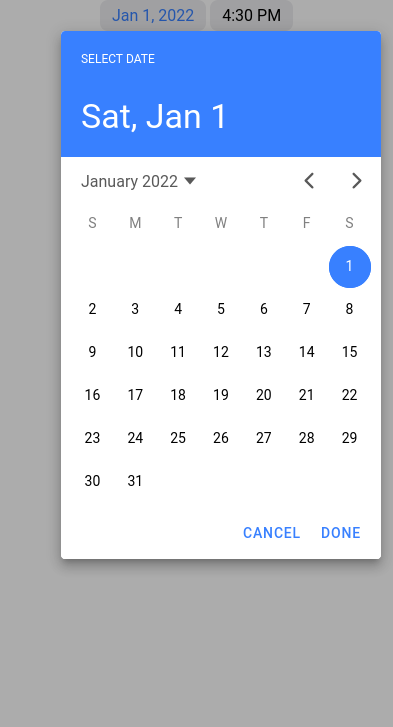 Jan 1, 2022 4:30 PM
SELECT DATE
Sat, Jan 1
January 2022
S M T W T F S
1
2 3 4 5 6 7 8
9 10 11 12 13 14 15
16 17 18 19 20 21 22
23 24 25 26 27 28 29
30 31
CANCEL DONE